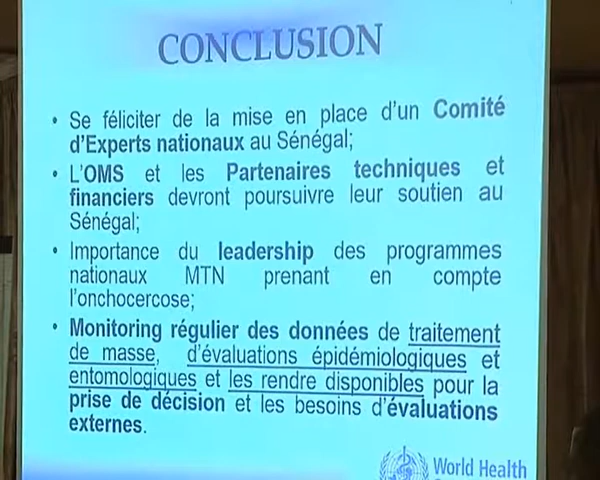 CONCLUSION
• Se féliciter de la mise en place d'un Comité
d'Experts nationaux au Sénégal;
• L'OMS et les Partenaires techniques et
financiers devront poursuivre leur soutien au
Sénégal;
• Importance du leadership des programmes
nationaux MTN prenant en compte
l'onchocercose;
• Monitoring régulier des données de traitement
de masse, d'évaluations épidémiologiques et
entomologiques et les rendre disponibles pour la
prise de décision et les besoins d'évaluations
externes.
World Health